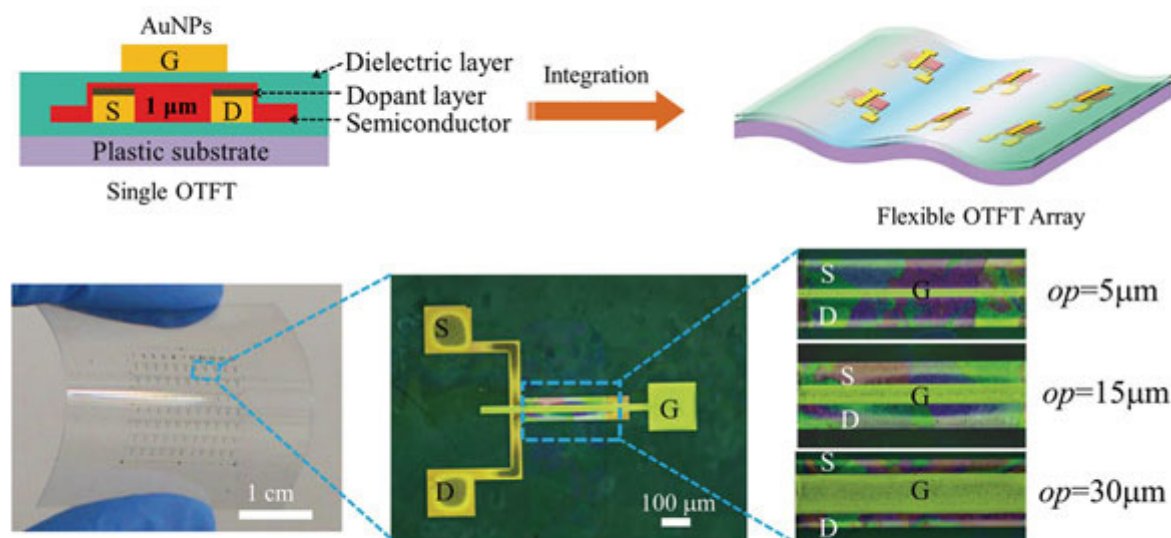 AuNPs
G
Dielectric layer
Dopant layer
Semiconductor
S
1 μm
D
Plastic substrate
Single OTFT
Integration
Flexible OTFT Array
1 cm
S
G
D
100 μm
S
G
D
op=5μm
S
G
D
op=15μm
S
G
D
op=30μm